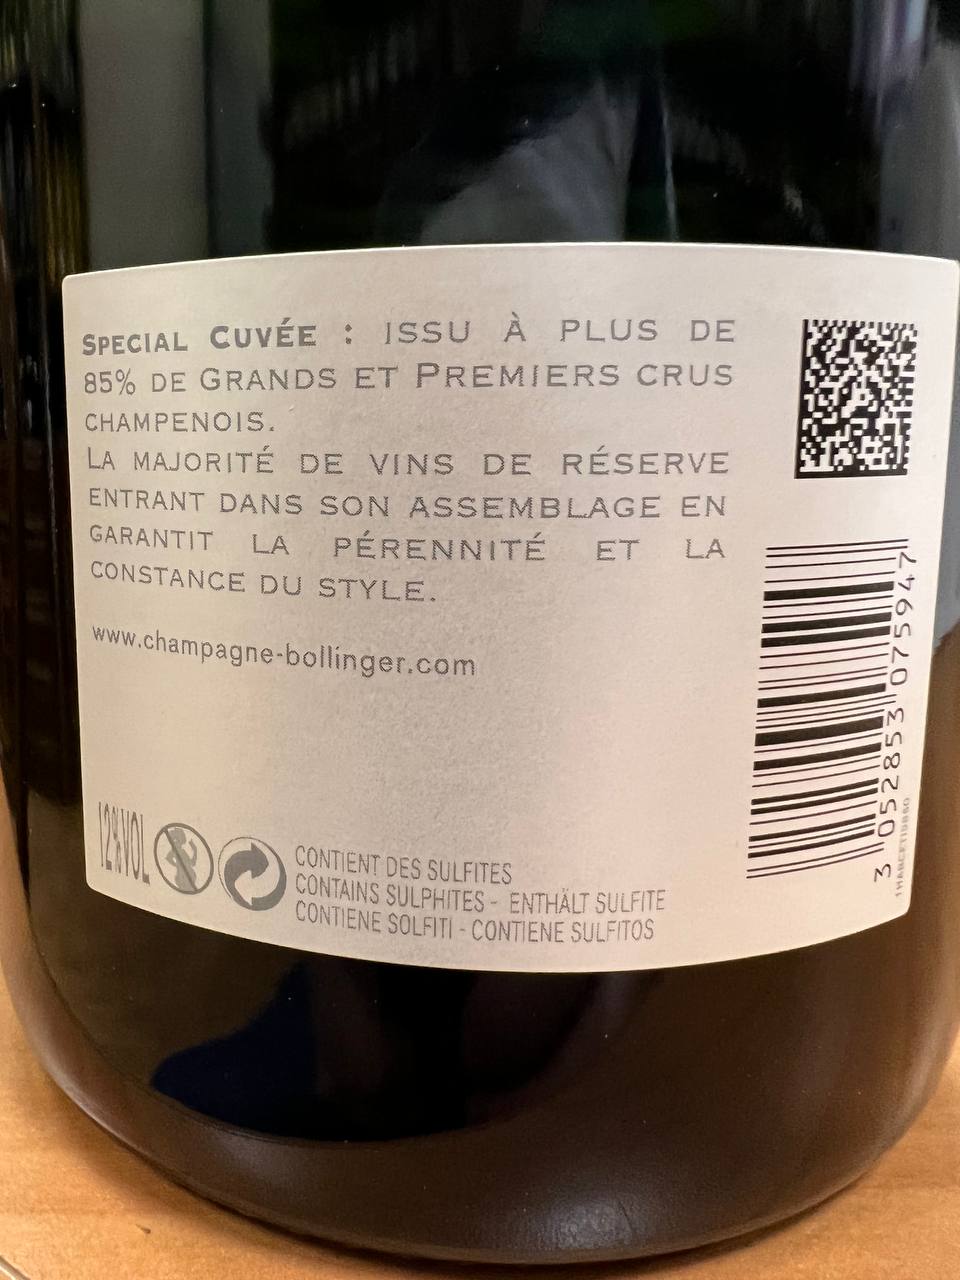 SPECIAL CUVÉE : ISSU À PLUS DE
85% DE GRANDS ET PREMIERS CRUS
CHAMPENOIS.
LA MAJORITÉ DE VINS DE RÉSERVE
ENTRANT DANS SON ASSEMBLAGE EN
GARANTIT LA PÉRENNITÉ ET LA
CONSTANCE DU STYLE.
www.champagne-bollinger.com
12%VOL
CONTIENT DES SULFITES
CONTAINS SULPHITES - ENTHÄLT SULFITE
CONTIENE SOLFITI - CONTIENE SULFITOS
3 052853 075947